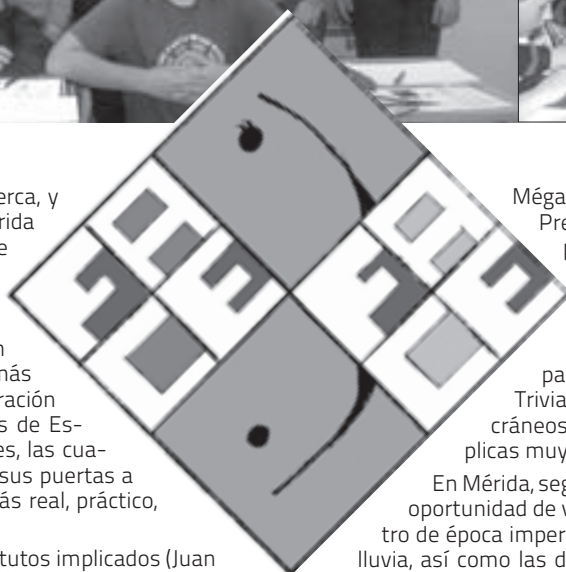 erca, y
rida
e
n
nás
ración
s de Es-
es, las cua-
sus puertas a
ás real, práctico,
tutos implicados (Juan
Méga
Pre
p
pa
Trivia
cráneos
plicas muy
En Mérida, seg
oportunidad de v
tro de época imper
lluvia, así como las d